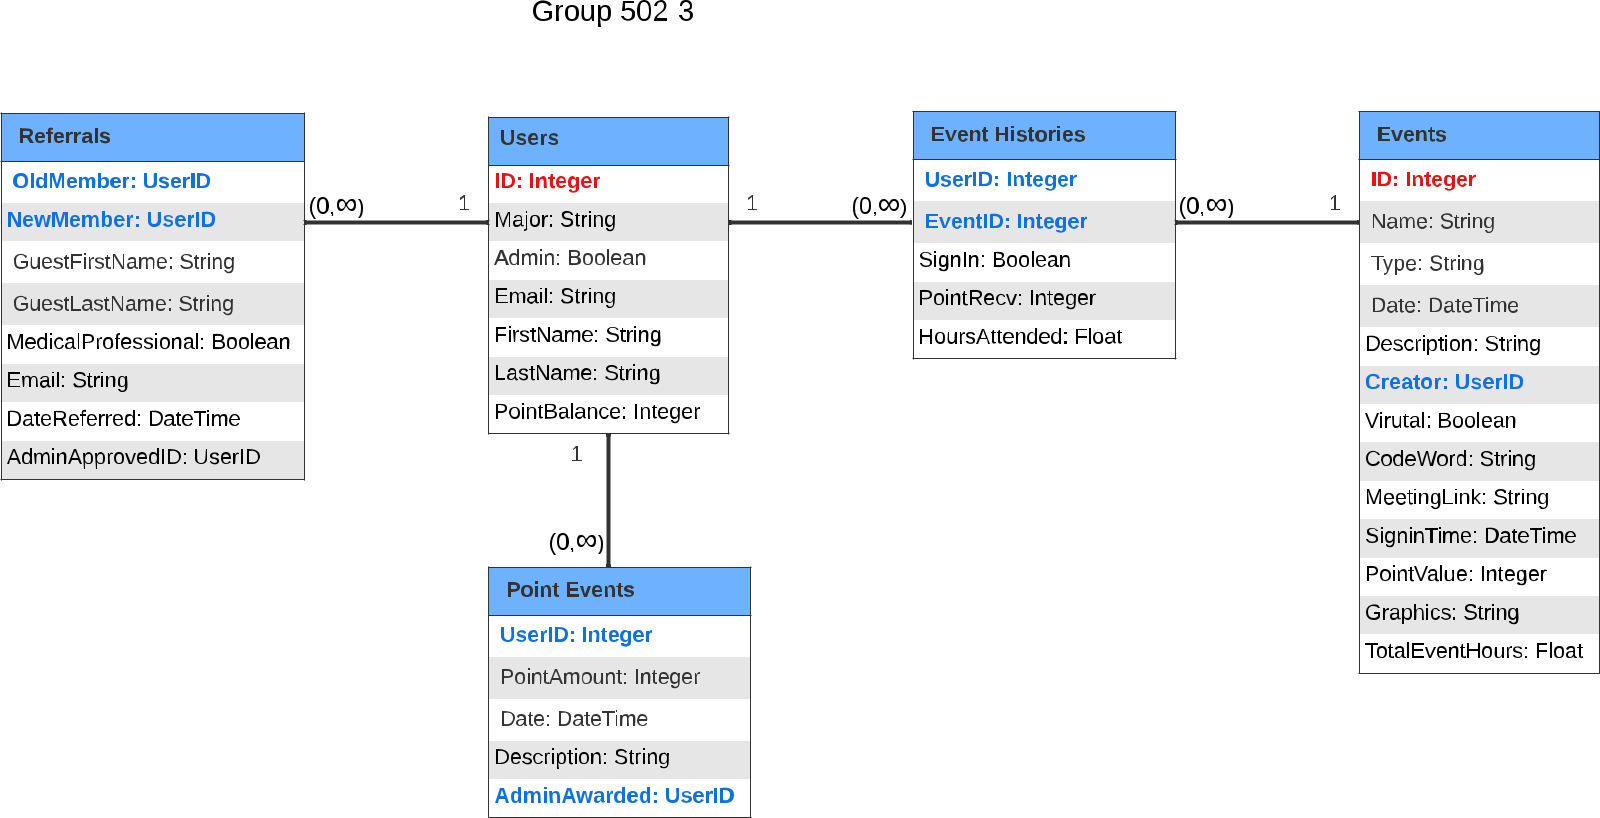 Group 502 3
Referrals
OldMember: UserID
NewMember: UserID
GuestFirstName: String
GuestLastName: String
MedicalProfessional: Boolean
Email: String
DateReferred: DateTime
AdminApprovedID: UserID
(0,∞)
1
Users
ID: Integer
Major: String
Admin: Boolean
Email: String
FirstName: String
LastName: String
PointBalance: Integer
1
(0,∞)
Event Histories
UserID: Integer
EventID: Integer
SignIn: Boolean
PointRecv: Integer
HoursAttended: Float
(0,∞)
1
Events
ID: Integer
Name: String
Type: String
Date: DateTime
Description: String
Creator: UserID
Virutal: Boolean
CodeWord: String
MeetingLink: String
SigninTime: DateTime
PointValue: Integer
Graphics: String
TotalEventHours: Float
1
(0,∞)
Point Events
UserID: Integer
PointAmount: Integer
Date: DateTime
Description: String
AdminAwarded: UserID